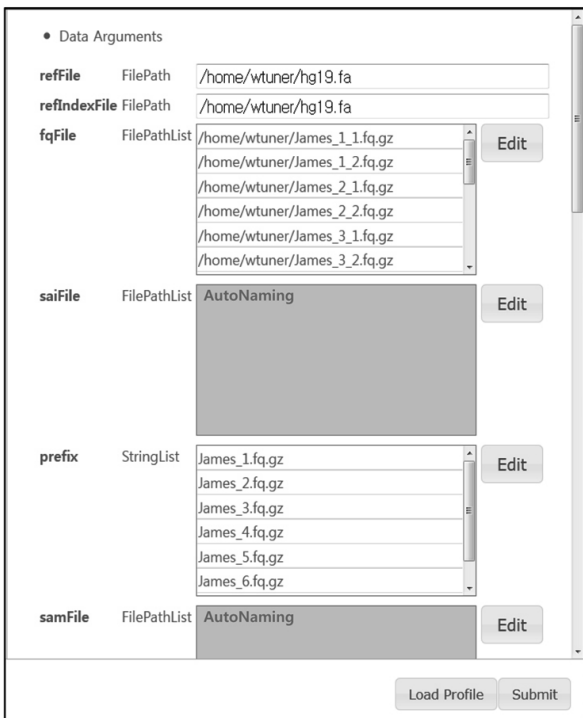 • Data Arguments
refFile FilePath /home/wtuner/hg19.fa
refIndexFile FilePath /home/wtuner/hg19.fa
fqFile FilePathList /home/wtuner/James_1_1.fq.gz Edit
/home/wtuner/James_1_2.fq.gz
/home/wtuner/James_2_1.fq.gz
/home/wtuner/James_2_2.fq.gz
/home/wtuner/James_3_1.fq.gz
/home/wtuner/James_3_2.fq.gz
saiFile FilePathList AutoNaming Edit
prefix StringList James_1.fq.gz Edit
James_2.fq.gz
James_3.fq.gz
James_4.fq.gz
James_5.fq.gz
James_6.fq.gz
samFile FilePathList AutoNaming Edit
Load Profile Submit